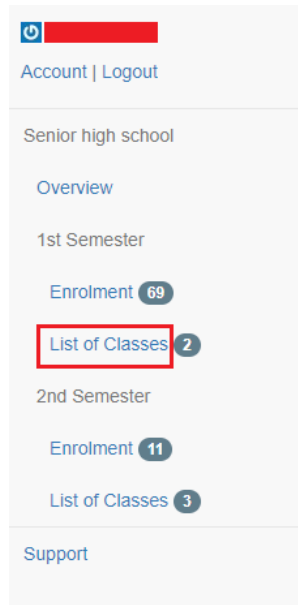 Account | Logout
Senior high school
Overview
1st Semester
Enrolment 69
List of Classes 2
2nd Semester
Enrolment 11
List of Classes 3
Support